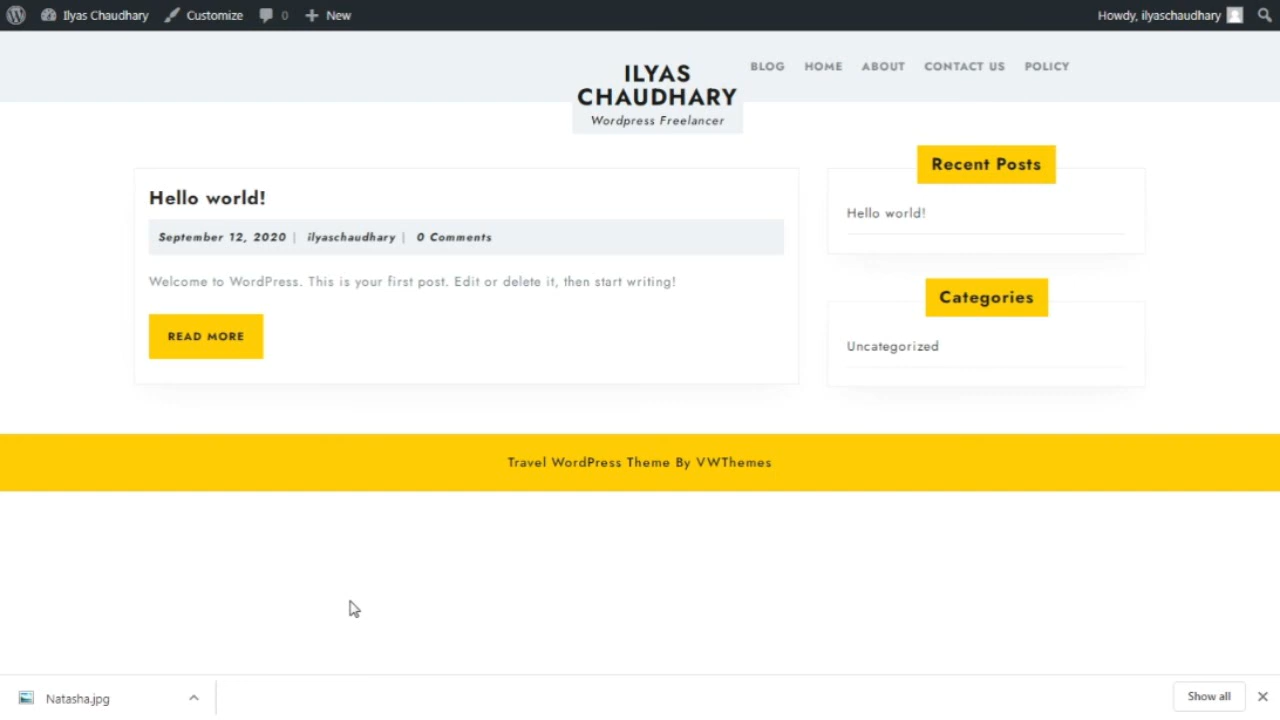 Ilyas Chaudhary Customize 0 New Howdy, ilyaschaudhary
ILYAS
CHAUDHARY
Wordpress Freelancer
BLOG HOME ABOUT CONTACT US POLICY
Hello world!
September 12, 2020 | ilyaschaudhary | 0 Comments
Welcome to WordPress. This is your first post. Edit or delete it, then start writing!
READ MORE
Recent Posts
Hello world!
Categories
Uncategorized
Travel WordPress Theme By VWThemes
Natasha.jpg Show all